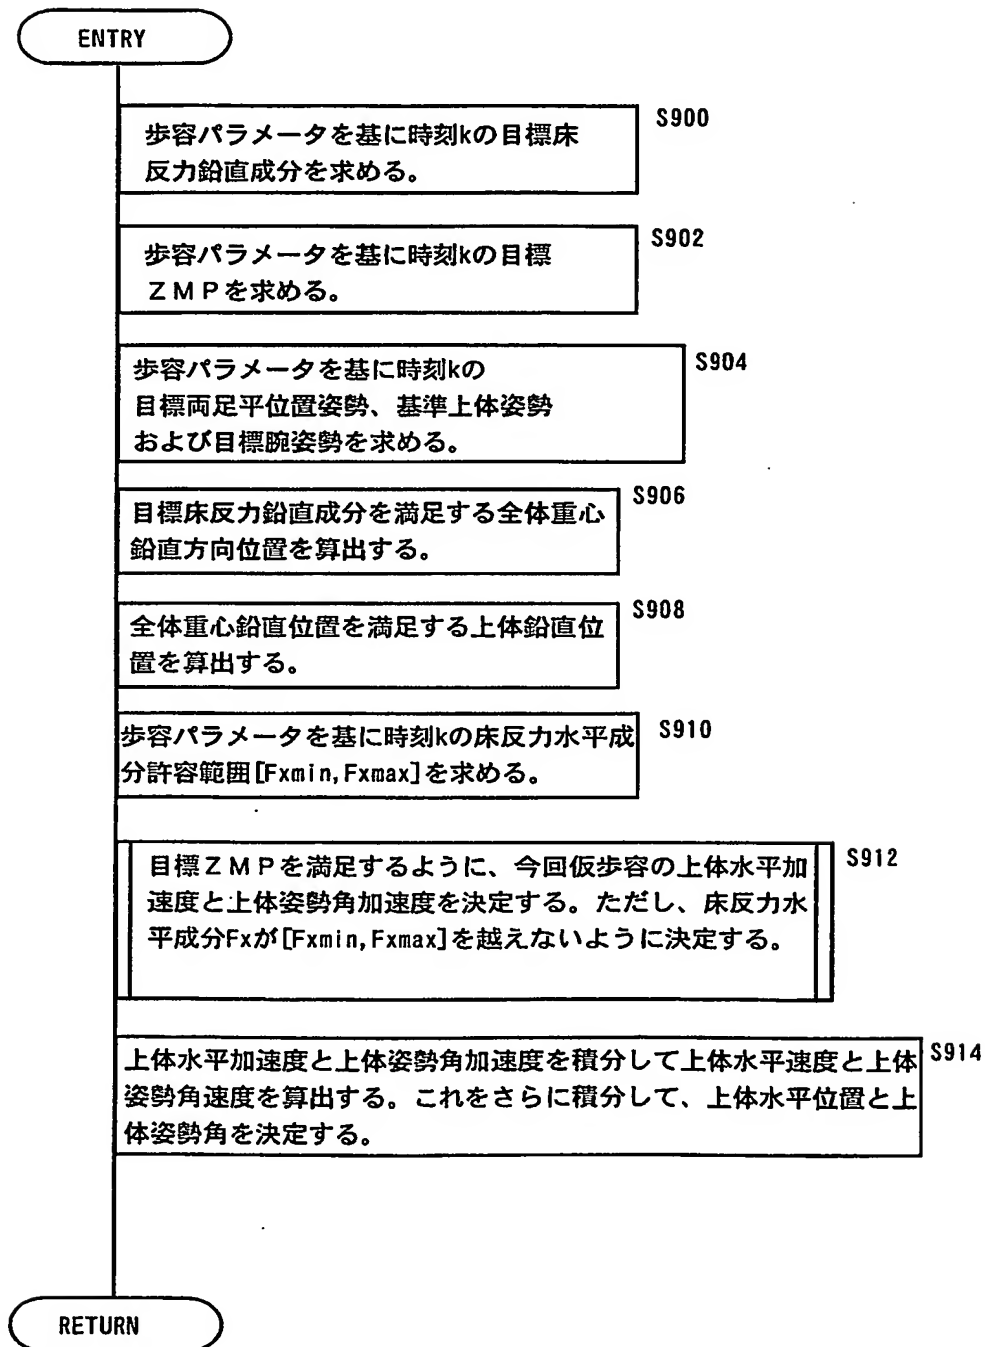 ENTRY
S900
歩容パラメータを基に時刻kの目標床
反力鉛直成分を求める。
S902
歩容パラメータを基に時刻kの目標
ＺＭＰを求める。
S904
歩容パラメータを基に時刻kの
目標両足平位置姿勢、基準上体姿勢
および目標腕姿勢を求める。
S906
目標床反力鉛直成分を満足する全体重心
鉛直方向位置を算出する。
S908
全体重心鉛直位置を満足する上体鉛直位
置を算出する。
S910
歩容パラメータを基に時刻kの床反力水平成
分許容範囲[Fxmin,Fxmax]を求める。
S912
目標ＺＭＰを満足するように、今回仮歩容の上体水平加
速度と上体姿勢角加速度を決定する。ただし、床反力水
平成分Fxが[Fxmin,Fxmax]を越えないように決定する。
S914
上体水平加速度と上体姿勢角加速度を積分して上体水平速度と上体
姿勢角速度を算出する。これをさらに積分して、上体水平位置と上
体姿勢角を決定する。
RETURN